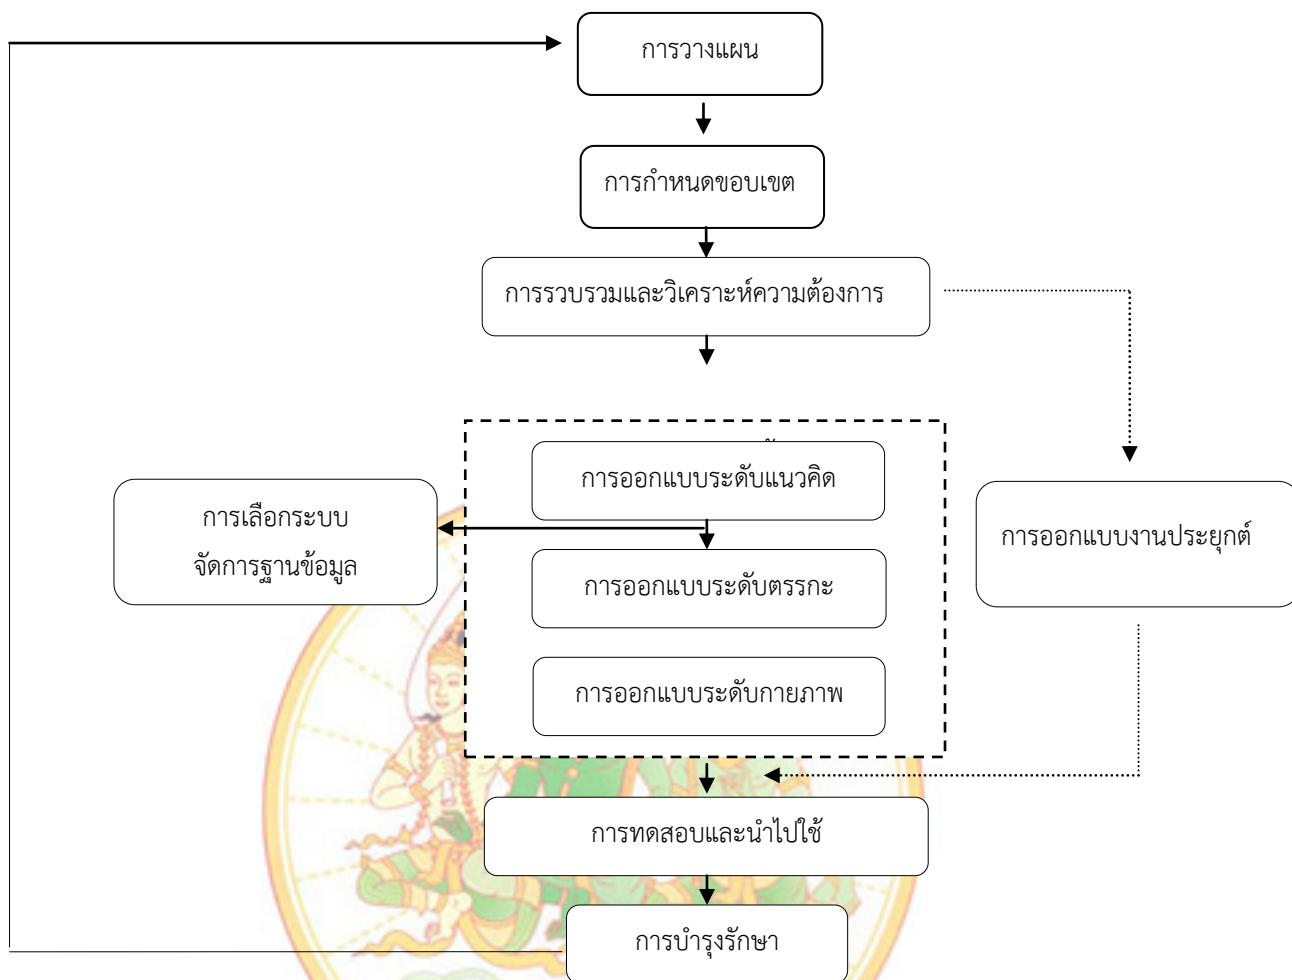 การวางแผน
การกำหนดขอบเขต
การรวบรวมและวิเคราะห์ความต้องการ
การออกแบบระดับแนวคิด
การเลือกระบบ
จัดการฐานข้อมูล
การออกแบบงานประยุกต์
การออกแบบระดับตรรกะ
การออกแบบระดับกายภาพ
การทดสอบและนำไปใช้
การบำรุงรักษา